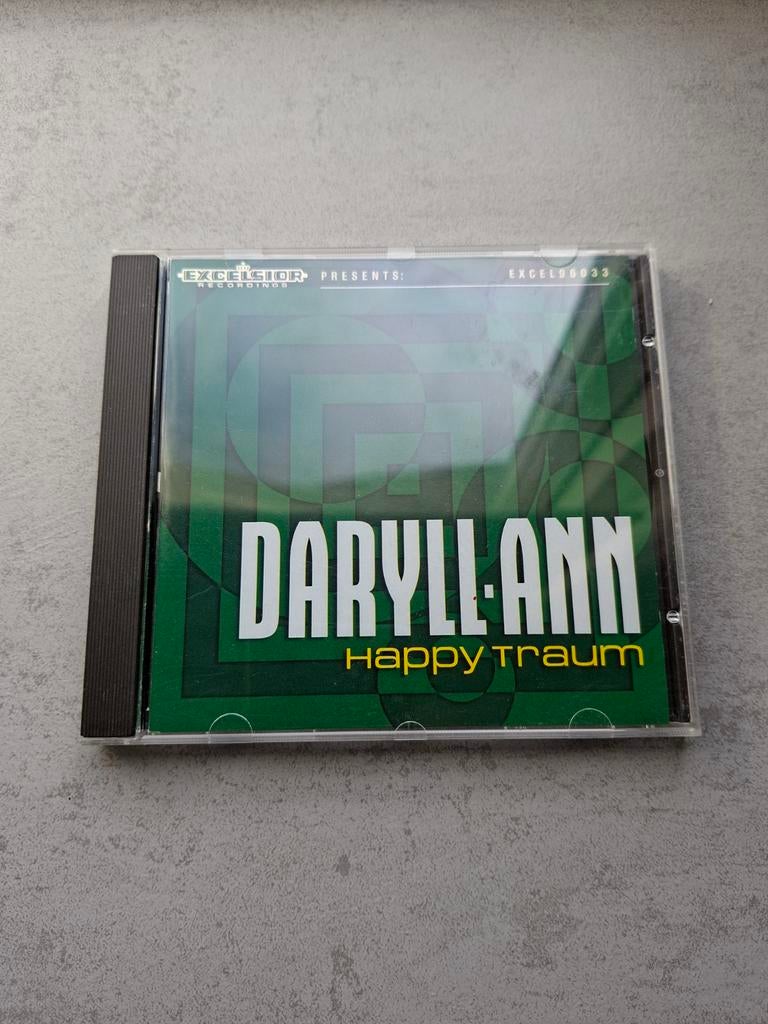 EXCELSIOR PRESENTS: EXCEL96033
RECORDINGS
DARYLL·ANN
Happy Traum